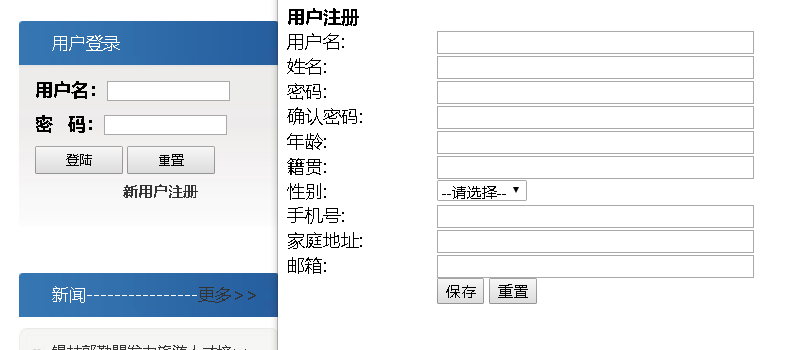 用户登录
用户名：
密 码：
登陆 重置
新用户注册
新闻----------------更多>>
用户注册
用户名:
姓名:
密码:
确认密码:
年龄:
籍贯:
性别: --请选择--
手机号:
家庭地址:
邮箱:
保存 重置